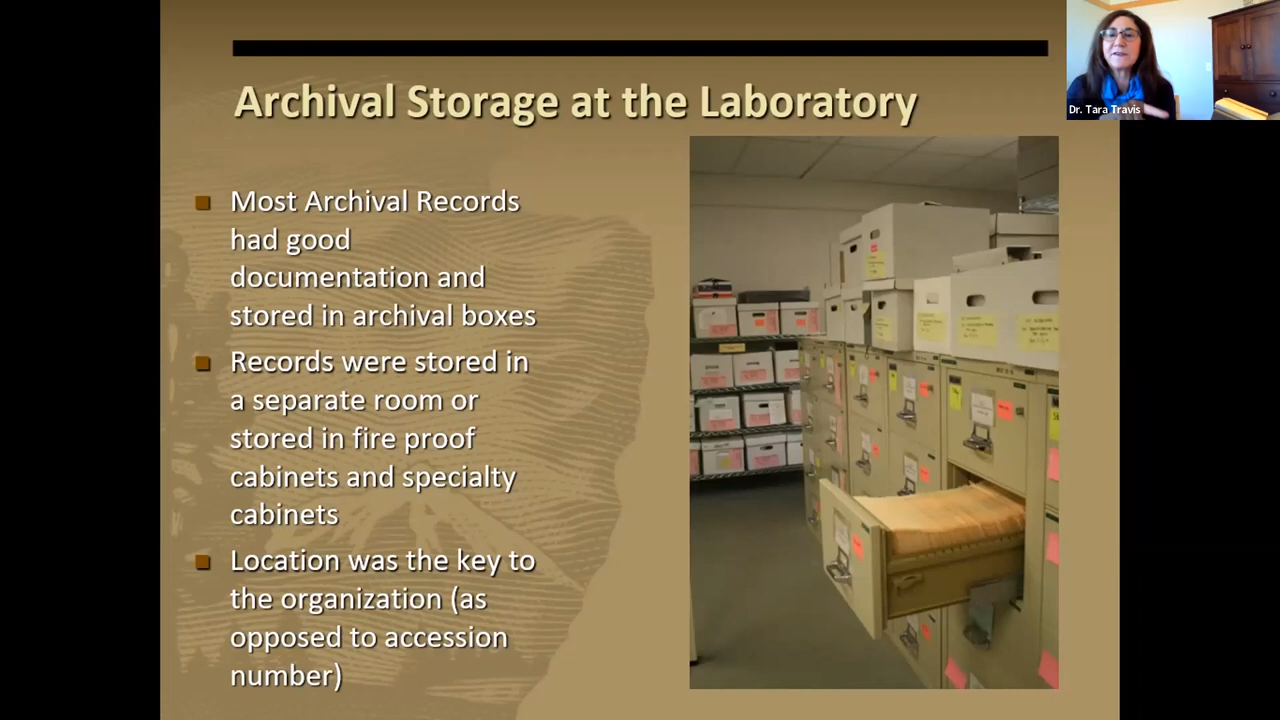 Archival Storage at the Laboratory
Dr. Tara Travis
Most Archival Records
had good
documentation and
stored in archival boxes
Records were stored in
a separate room or
stored in fire proof
cabinets and specialty
cabinets
Location was the key to
the organization (as
opposed to accession
number)